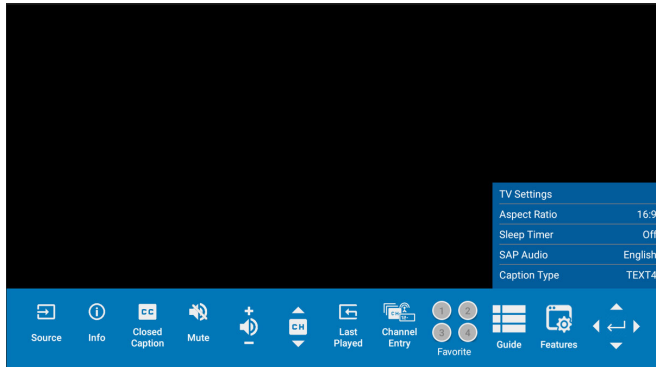 TV Settings
Aspect Ratio 16:9
Sleep Timer Off
SAP Audio English
Caption Type TEXT4
CC
CH
CH
1 2
3 4
Source
Info
Closed
Caption
Mute
Last
Played
Channel
Entry
Favorite
Guide
Features